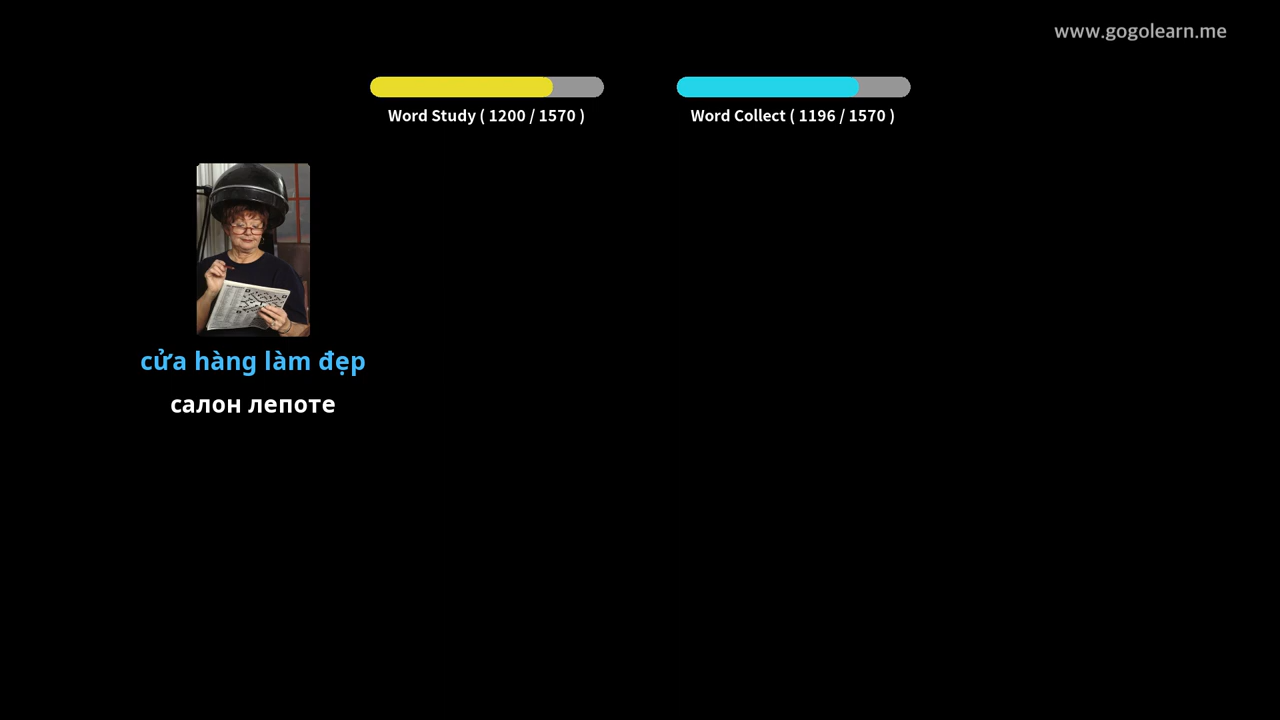 www.gogolearn.me
Word Study ( 1200 / 1570 )
Word Collect ( 1196 / 1570 )
cửa hàng làm đẹp
салон лепоте